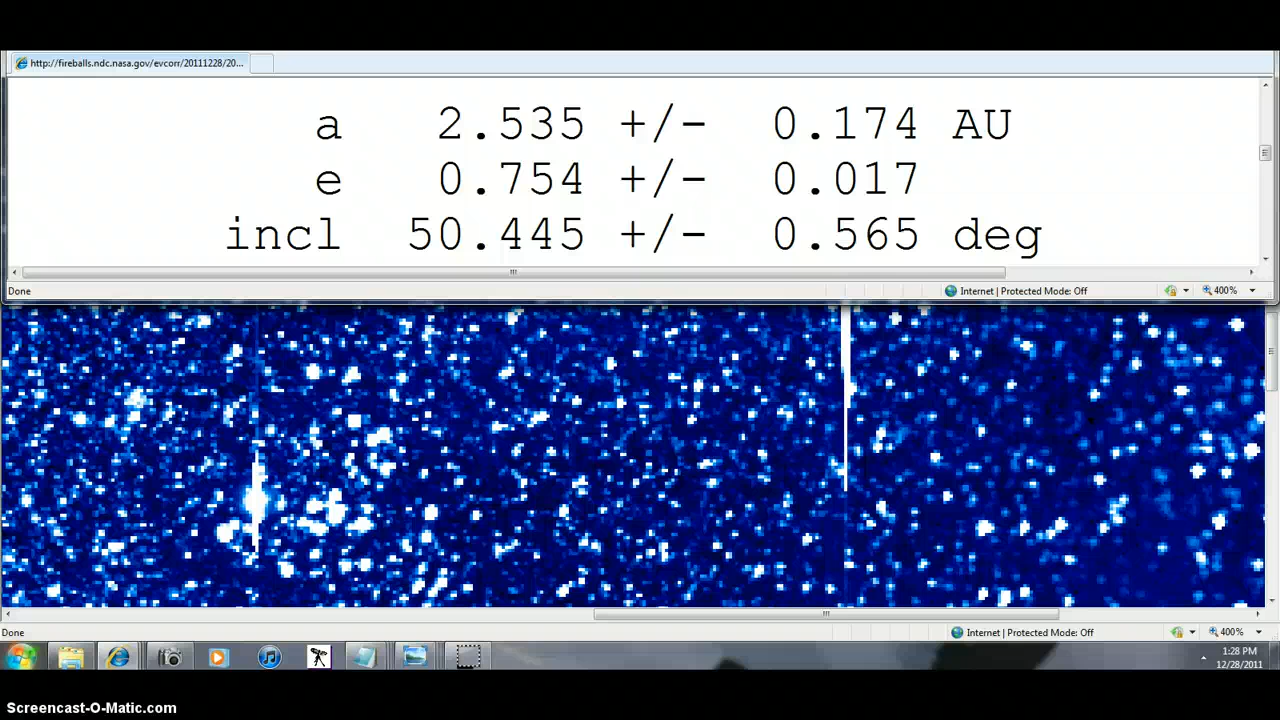 http://fireballs.ndc.nasa.gov/evcorr/20111228/20...
a 2.535 +/- 0.174 AU
e 0.754 +/- 0.017
incl 50.445 +/- 0.565 deg
Done
Internet | Protected Mode: Off
400%
Done
Internet | Protected Mode: Off
400%
1:28 PM
12/28/2011
Screencast-O-Matic.com